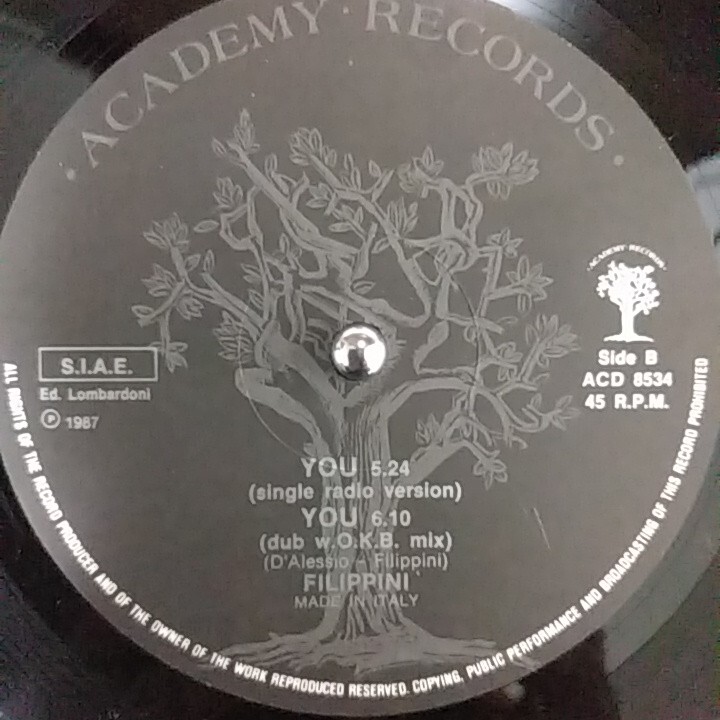 · ACADEMY · RECORDS ·
· ACADEMY · RECORDS ·
S.I.A.E.
Ed. Lombardoni
Ⓟ 1987
Side B
ACD 8534
45 R.P.M.
YOU 5.24
(single radio version)
YOU 6.10
(dub w.O.K.B. mix)
(D'Alessio - Filippini)
FILIPPINI
MADE IN ITALY
ALL RIGHTS OF THE RECORD PRODUCER AND OF THE OWNER OF THE WORK REPRODUCED RESERVED. COPYING, PUBLIC PERFORMANCE AND BROADCASTING OF THIS RECORD PROHIBITED